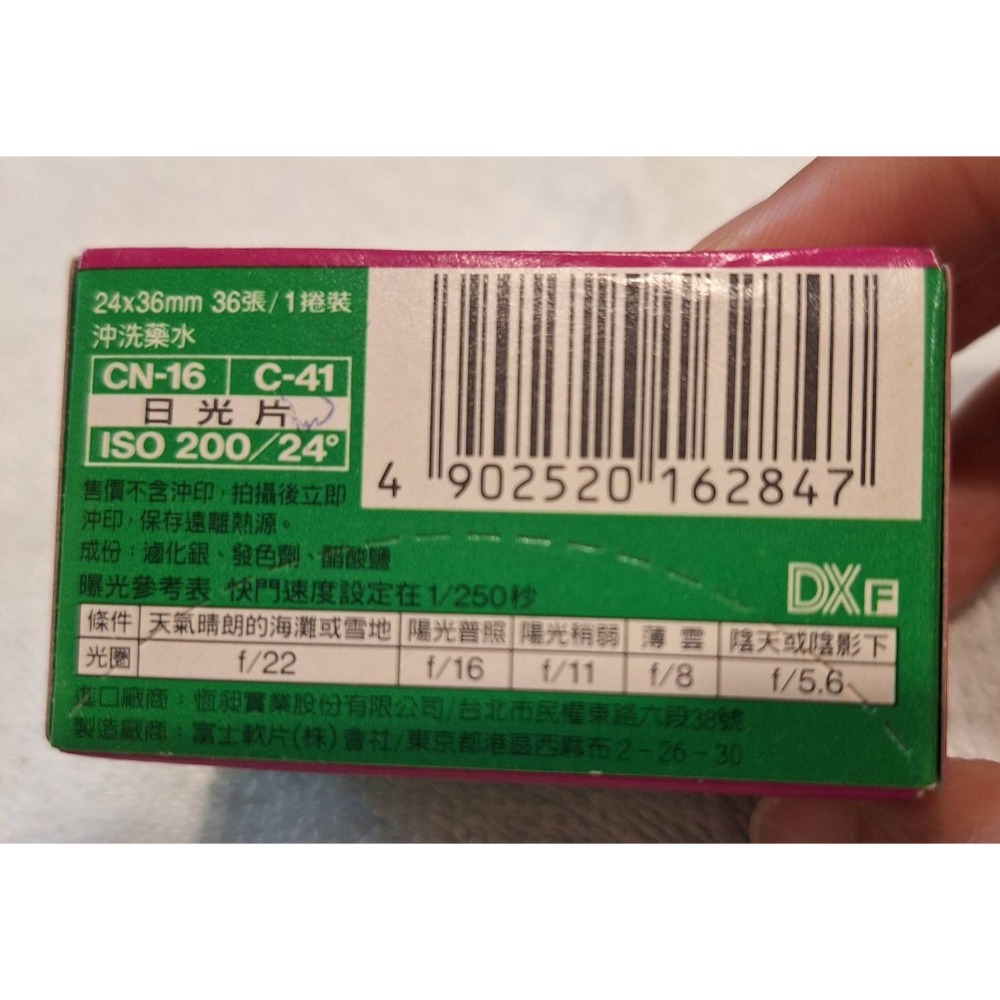 24x36mm 36張/1捲裝
沖洗藥水
CN-16 C-41
日光片
ISO 200/24°
售價不含沖印,拍攝後立即
沖印,保存遠離熱源。
成份:滷化銀、發色劑、醋酸鹽
曝光參考表 快門速度設定在1/250秒
4 902520 162847
DX F
條件 天氣晴朗的海灘或雪地 陽光普照 陽光稍弱 薄雲 陰天或陰影下
光圈 f/22 f/16 f/11 f/8 f/5.6
進口廠商:恆昶實業股份有限公司/台北市民權東路六段38號
製造廠商:富士軟片(株)會社/東京都港區西麻布2-26-30